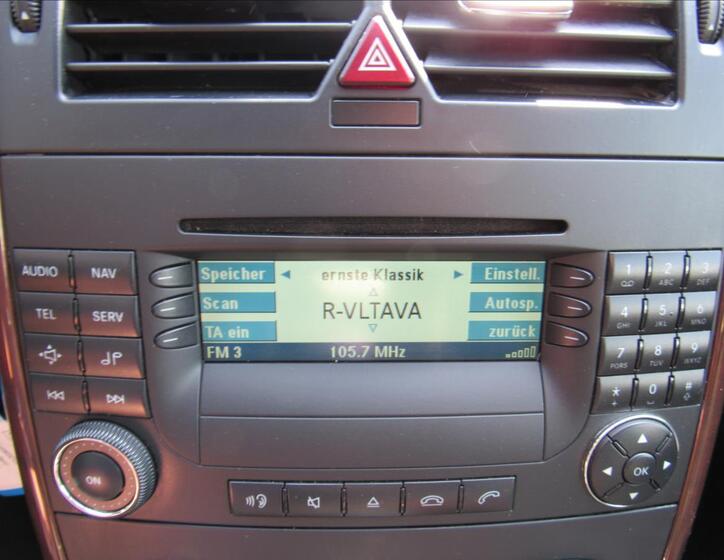 AUDIO NAV
TEL SERV
ON
Speicher ernste Klassik Einstell.
Scan R-VLTAVA Autosp.
TA ein zurück
FM 3 105.7 MHz
1 2 ABC 3 DEF
4 GHI 5 JKL 6 MNO
7 PQRS 8 TUV 9 WXYZ
* + 0 #
OK